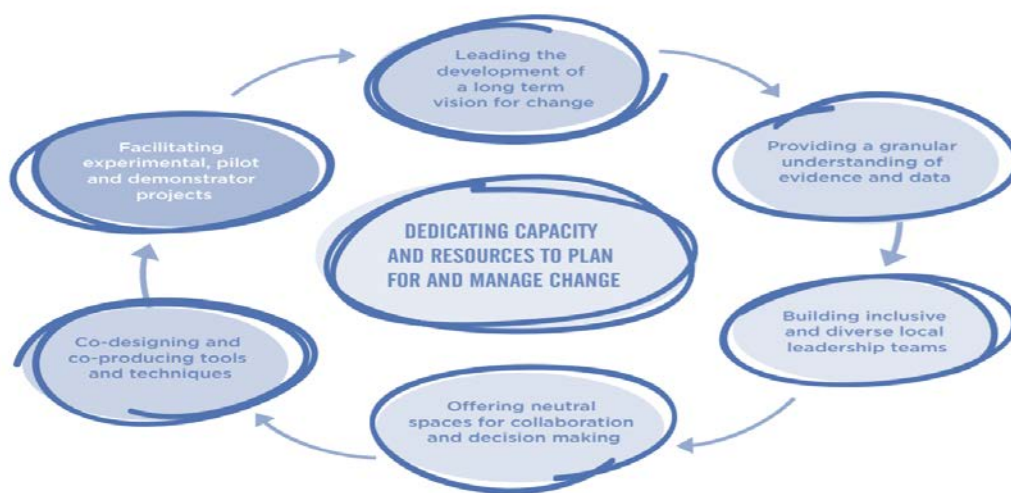 Leading the
development of
a long term
vision for change
Providing a granular
understanding of
evidence and data
Building inclusive
and diverse local
leadership teams
Offering neutral
spaces for collaboration
and decision making
Co-designing and
co-producing tools
and techniques
Facilitating
experimental, pilot
and demonstrator
projects
DEDICATING CAPACITY
AND RESOURCES TO PLAN
FOR AND MANAGE CHANGE